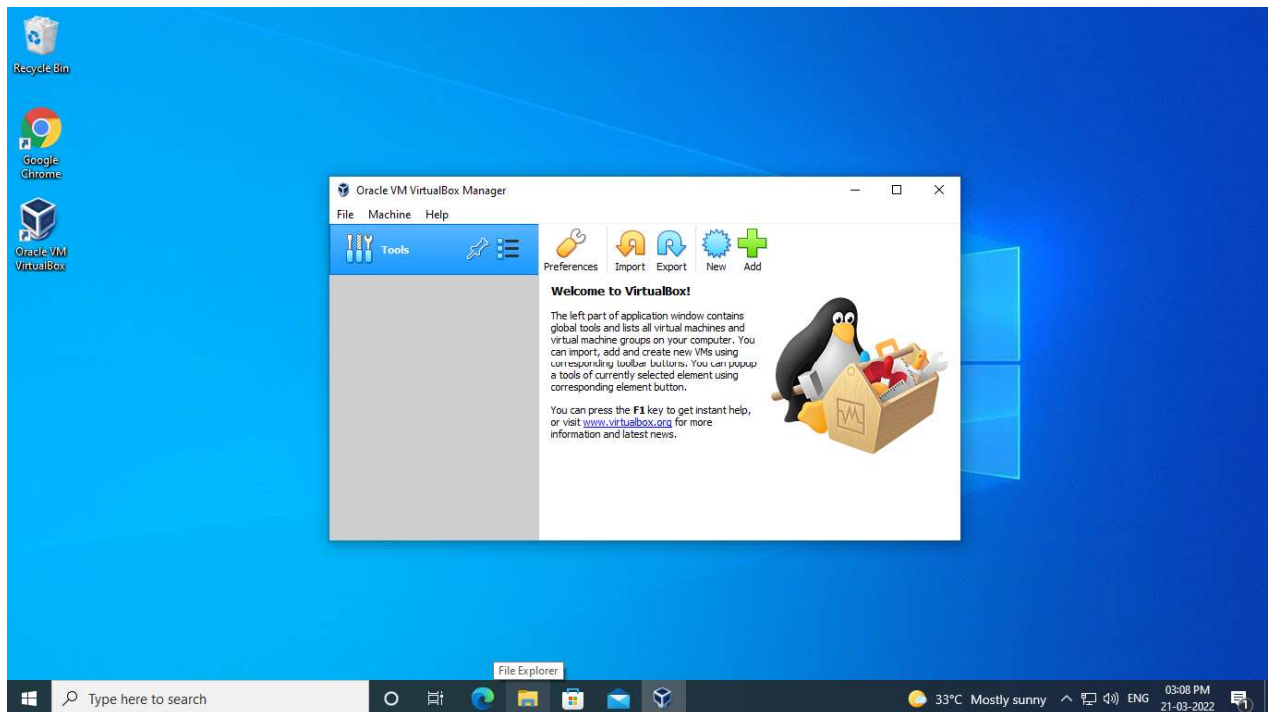 Recycle Bin
Google
Chrome
Oracle VM
VirtualBox
Oracle VM VirtualBox Manager
File Machine Help
Tools
Preferences Import Export New Add
Welcome to VirtualBox!
The left part of application window contains
global tools and lists all virtual machines and
virtual machine groups on your computer. You
can import, add and create new VMs using
corresponding toolbar buttons. You can popup
a tools of currently selected element using
corresponding element button.
You can press the F1 key to get instant help,
or visit www.virtualbox.org for more
information and latest news.
File Explorer
Type here to search
33°C Mostly sunny
ENG
03:08 PM
21-03-2022
1